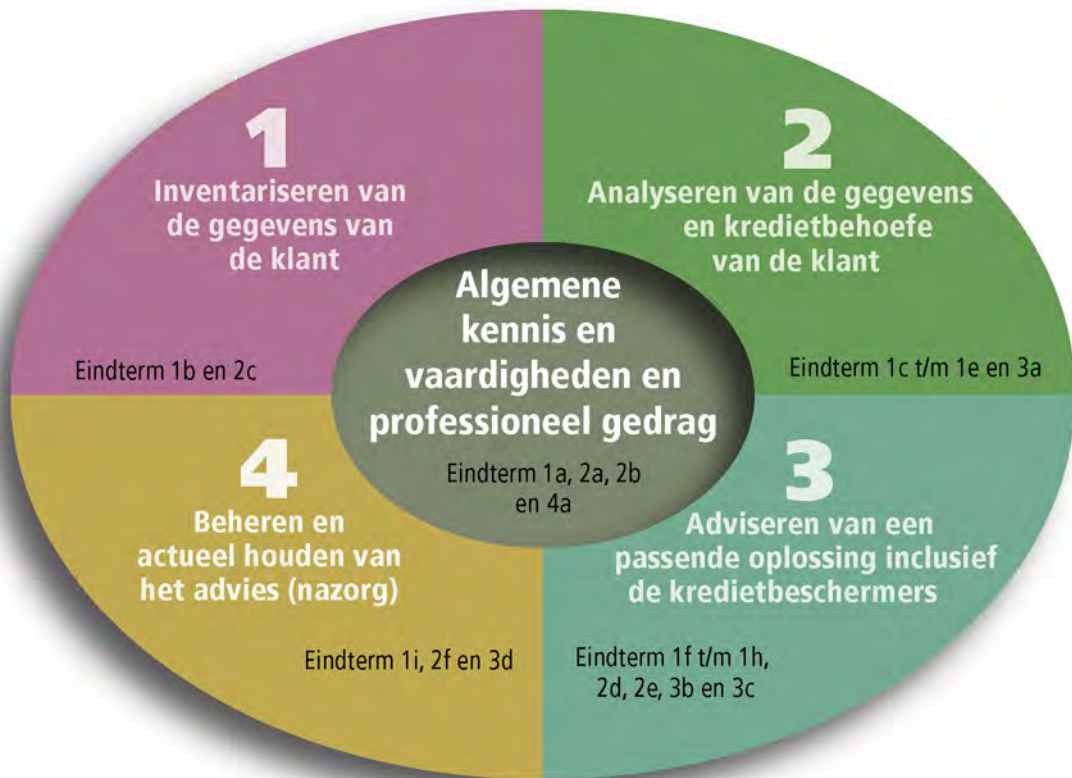 1
Inventariseren van
de gegevens van
de klant
Eindterm 1b en 2c
2
Analyseren van de gegevens
en kredietbehoefe
van de klant
Eindterm 1c t/m 1e en 3a
Algemene
kennis en
vaardigheden en
professioneel gedrag
Eindterm 1a, 2a, 2b
en 4a
3
Adviseren van een
passende oplossing inclusief
de kredietbeschermers
Eindterm 1f t/m 1h,
2d, 2e, 3b en 3c
4
Beheren en
actueel houden van
het advies (nazorg)
Eindterm 1i, 2f en 3d